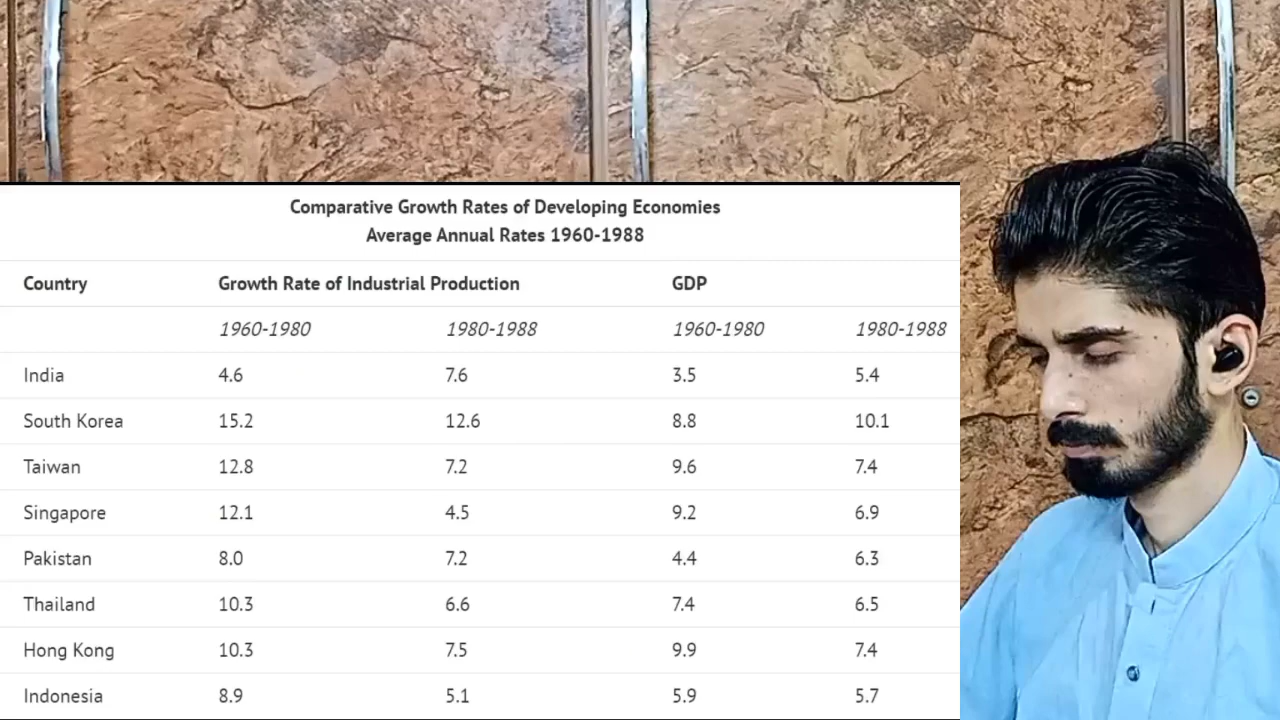 Comparative Growth Rates of Developing Economies
Average Annual Rates 1960-1988
Country Growth Rate of Industrial Production GDP
1960-1980 1980-1988 1960-1980 1980-1988
India 4.6 7.6 3.5 5.4
South Korea 15.2 12.6 8.8 10.1
Taiwan 12.8 7.2 9.6 7.4
Singapore 12.1 4.5 9.2 6.9
Pakistan 8.0 7.2 4.4 6.3
Thailand 10.3 6.6 7.4 6.5
Hong Kong 10.3 7.5 9.9 7.4
Indonesia 8.9 5.1 5.9 5.7